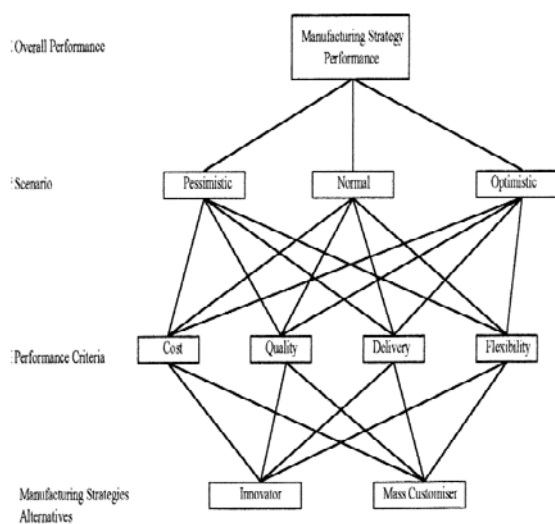 Overall Performance
Manufacturing Strategy
Performance
Scenario
Pessimistic
Normal
Optimistic
Performance Criteria
Cost
Quality
Delivery
Flexibility
Manufacturing Strategies
Alternatives
Innovator
Mass Customiser